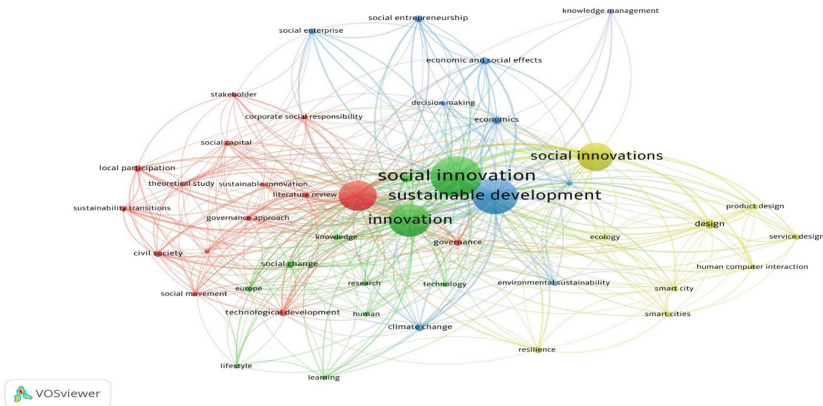 knowledge management
social entrepreneurship
social enterprise
economic and social effects
stakeholder
decision making
corporate social responsibility
economics
social capital
social innovations
local participation
social innovation
theoretical study
sustainable innovation
literature review
sustainable development
sustainability transitions
governance approach
innovation
product design
design
knowledge
governance
ecology
service design
civil society
social change
human computer interaction
social movement
europe
research
technology
environmental sustainability
smart city
technological development
human
smart cities
climate change
resilience
lifestyle
learning
VOSviewer